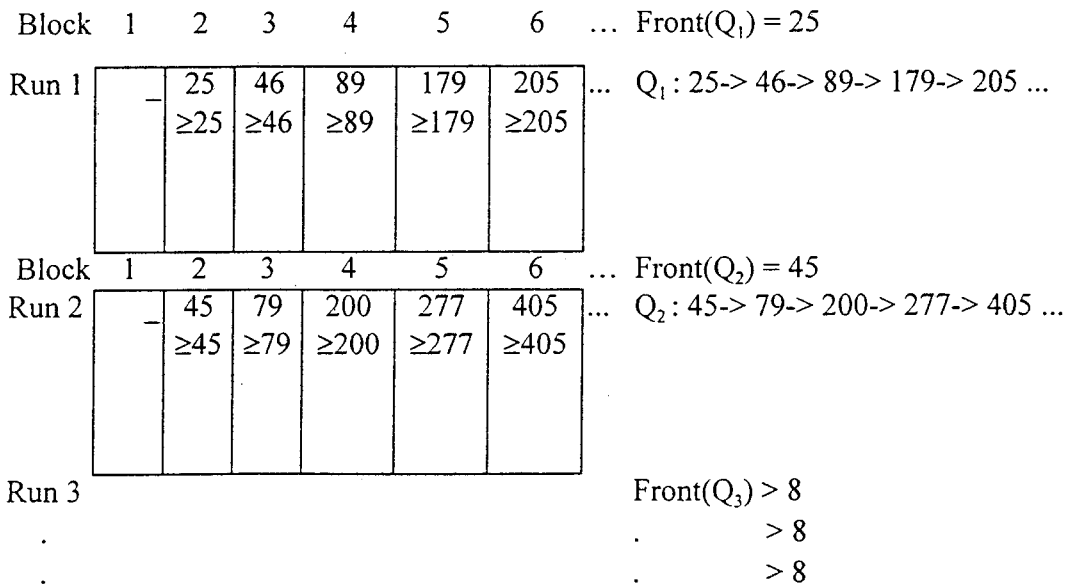 Block 1 2 3 4 5 6 ... Front(Q₁) = 25
Run 1 _ 25 46 89 179 205 ... Q₁: 25-> 46-> 89-> 179-> 205 ...
≥25 ≥46 ≥89 ≥179 ≥205
Block 1 2 3 4 5 6 ... Front(Q₂) = 45
Run 2 _ 45 79 200 277 405 ... Q₂: 45-> 79-> 200-> 277-> 405 ...
≥45 ≥79 ≥200 ≥277 ≥405
Run 3 Front(Q₃) > 8
. . > 8
. . > 8